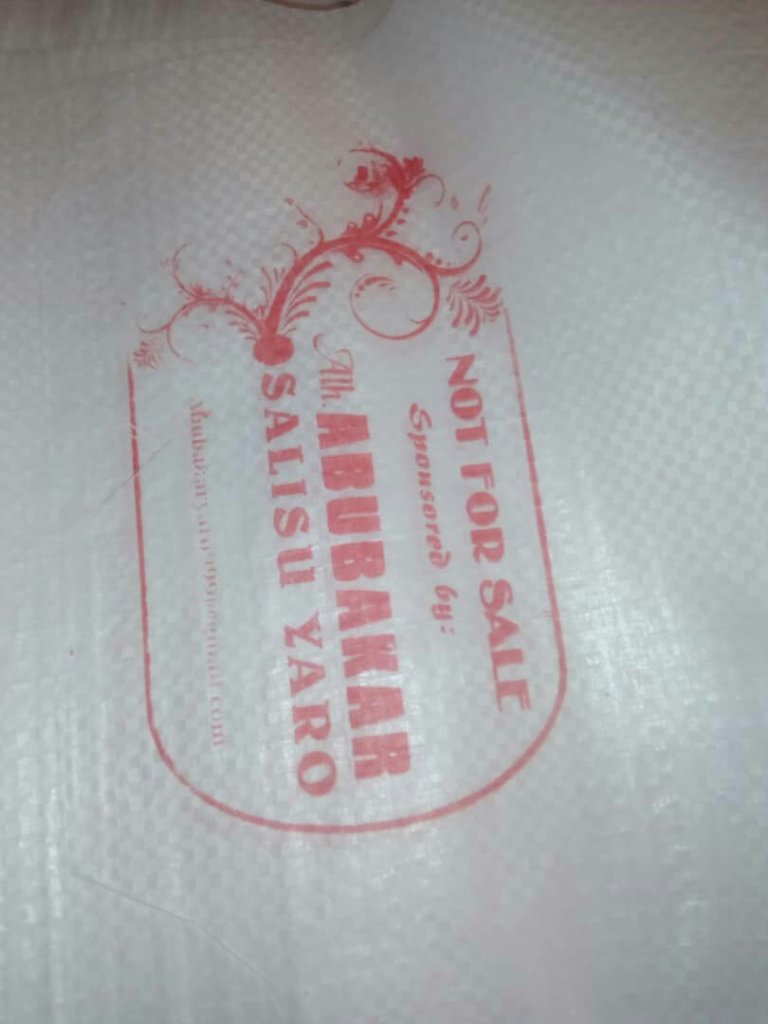 NOT FOR SALE
Sponsored by:
Alh. ABUBAKAR
SALISU YARO